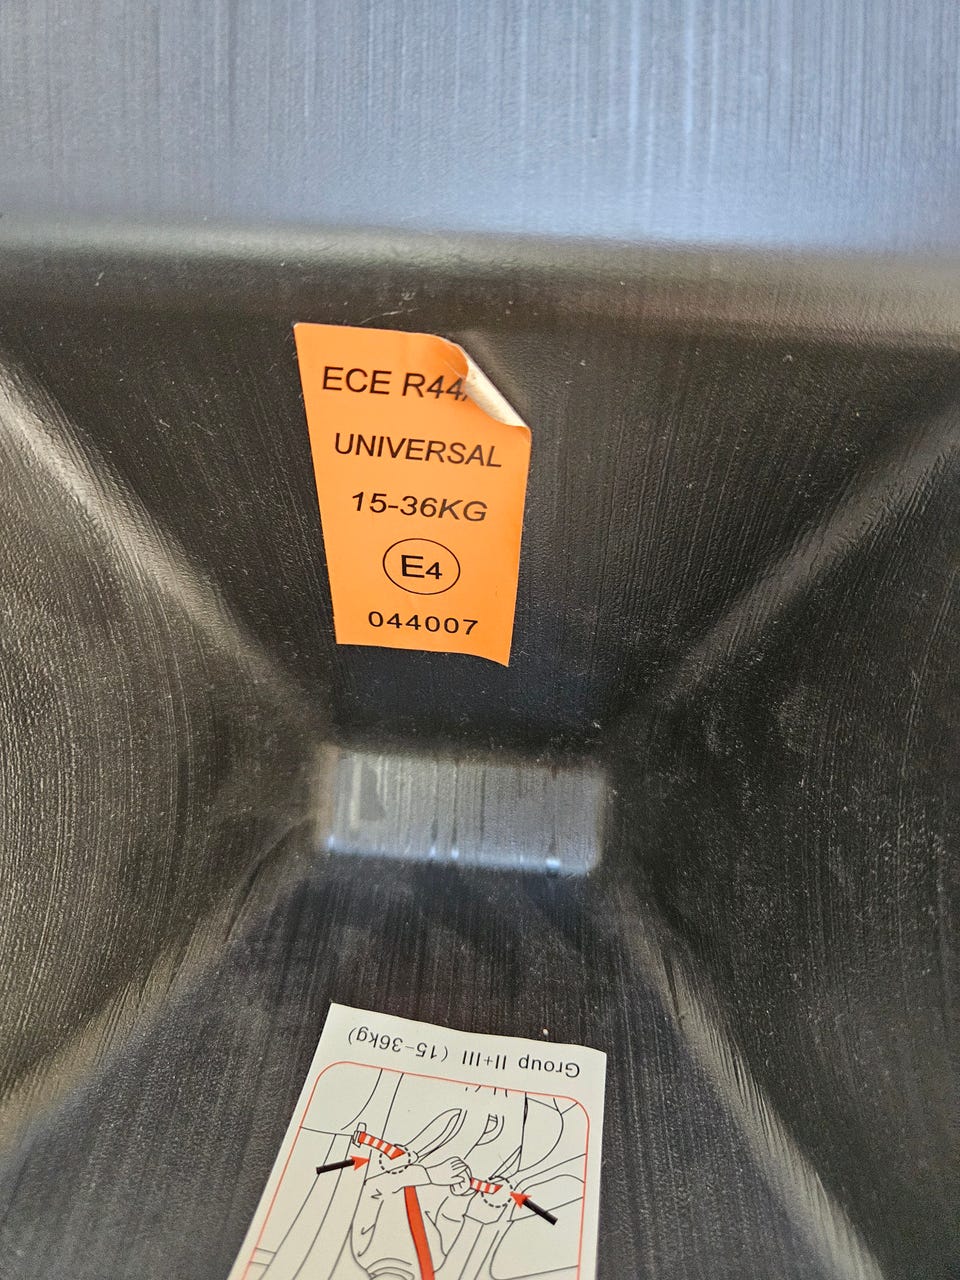 ECE R44/
UNIVERSAL
15-36KG
E4
044007
Group II+III (15-36kg)